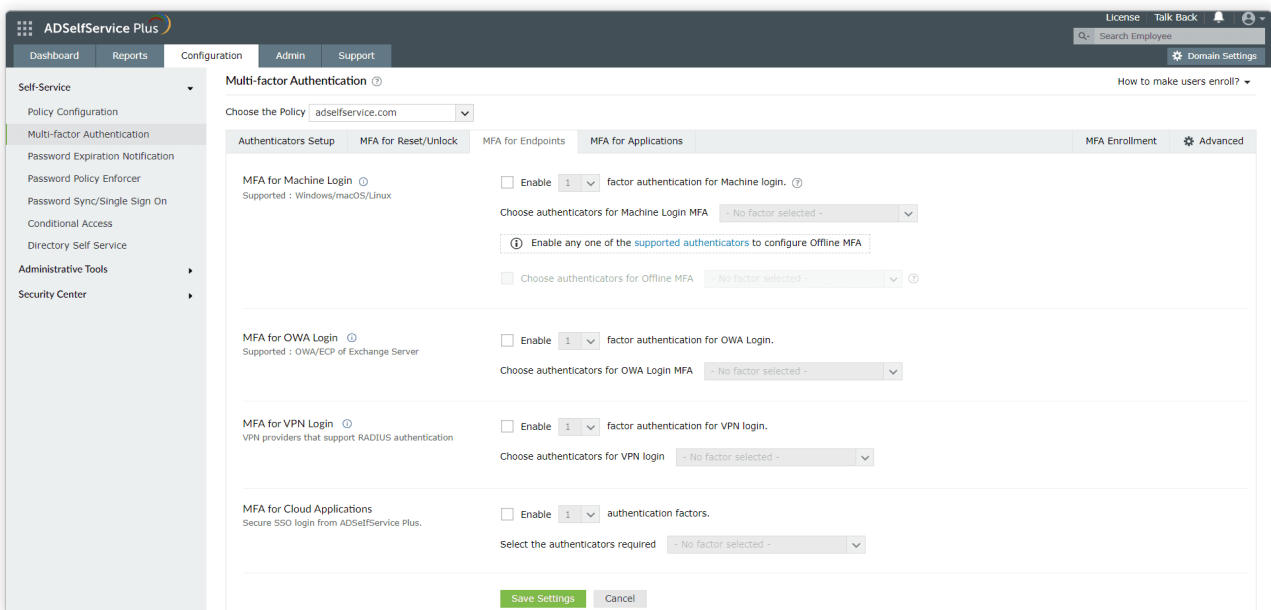 ADSelfService Plus
License Talk Back
Search Employee
Dashboard Reports Configuration Admin Support
Domain Settings
Self-Service
Policy Configuration
Multi-factor Authentication
Password Expiration Notification
Password Policy Enforcer
Password Sync/Single Sign On
Conditional Access
Directory Self Service
Administrative Tools
Security Center
Multi-factor Authentication ?
How to make users enroll?
Choose the Policy adselfservice.com
Authenticators Setup MFA for Reset/Unlock MFA for Endpoints MFA for Applications MFA Enrollment Advanced
MFA for Machine Login
Supported : Windows/macOS/Linux
Enable 1 factor authentication for Machine login. ?
Choose authenticators for Machine Login MFA - No factor selected -
Enable any one of the supported authenticators to configure Offline MFA
Choose authenticators for Offline MFA - No factor selected - ?
MFA for OWA Login
Supported : OWA/ECP of Exchange Server
Enable 1 factor authentication for OWA Login.
Choose authenticators for OWA Login MFA - No factor selected -
MFA for VPN Login
VPN providers that support RADIUS authentication
Enable 1 factor authentication for VPN login.
Choose authenticators for VPN login - No factor selected -
MFA for Cloud Applications
Secure SSO login from ADSelfService Plus.
Enable 1 authentication factors.
Select the authenticators required - No factor selected -
Save Settings Cancel